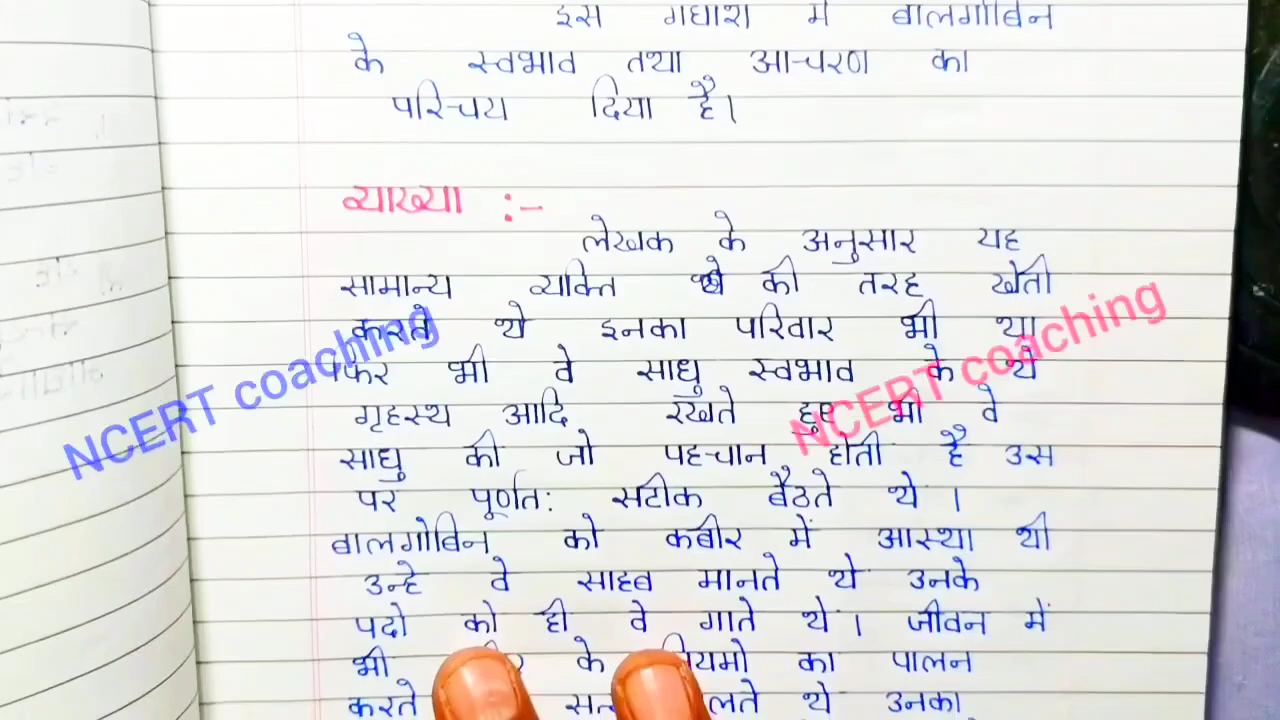 इस गद्यांश में बालगोबिन
के स्वभाव तथा आचरण का
परिचय दिया है।
व्याख्या :-
लेखक के अनुसार यह
सामान्य व्यक्ति की तरह खेती
करते थे इनका परिवार भी था
फिर भी वे साधु स्वभाव के थे
गृहस्थ आदि रखते हुए भी वे
साधु की जो पहचान होती है उस
पर पूर्णत: सटीक बैठते थे ।
बालगोबिन को कबीर में आस्था थी
उन्हे वे साहब मानते थे उनके
पदो को ही वे गाते थे । जीवन में
भी के नियमो का पालन
करते थे उनका
NCERT coaching
NCERT coaching